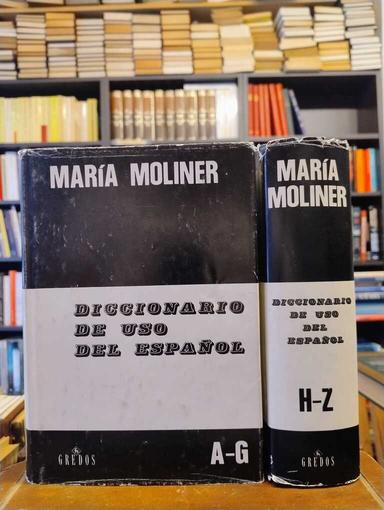 MARÍA MOLINER
DICCIONARIO
DE USO
DEL ESPAÑOL
A-G
GREDOS
MARÍA
MOLINER
DICCIONARIO
DE USO
DEL
ESPAÑOL
H-Z
GREDOS